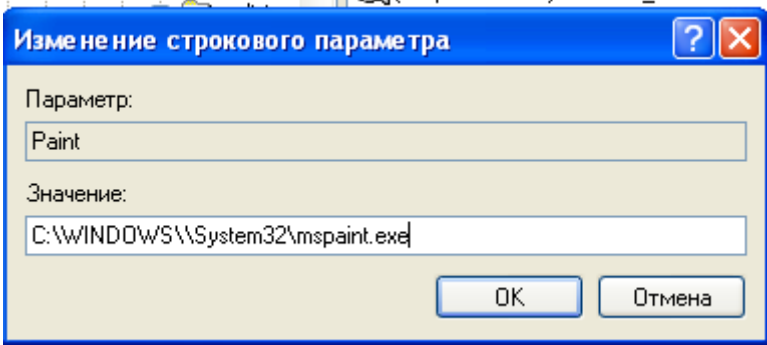 Изменение строкового параметра
Параметр:
Paint
Значение:
C:\WINDOWS\\System32\mspaint.exe
OK
Отмена